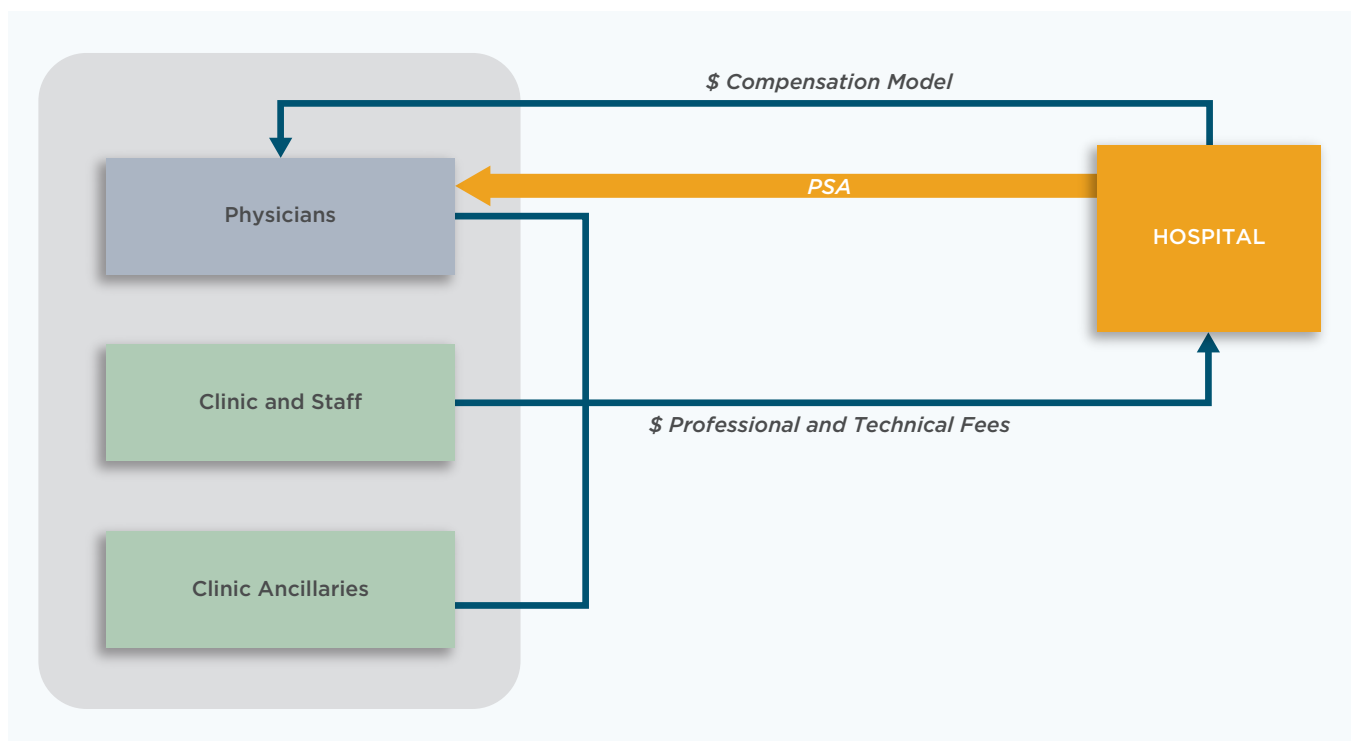 $ Compensation Model
PSA
Physicians
HOSPITAL
Clinic and Staff
$ Professional and Technical Fees
Clinic Ancillaries